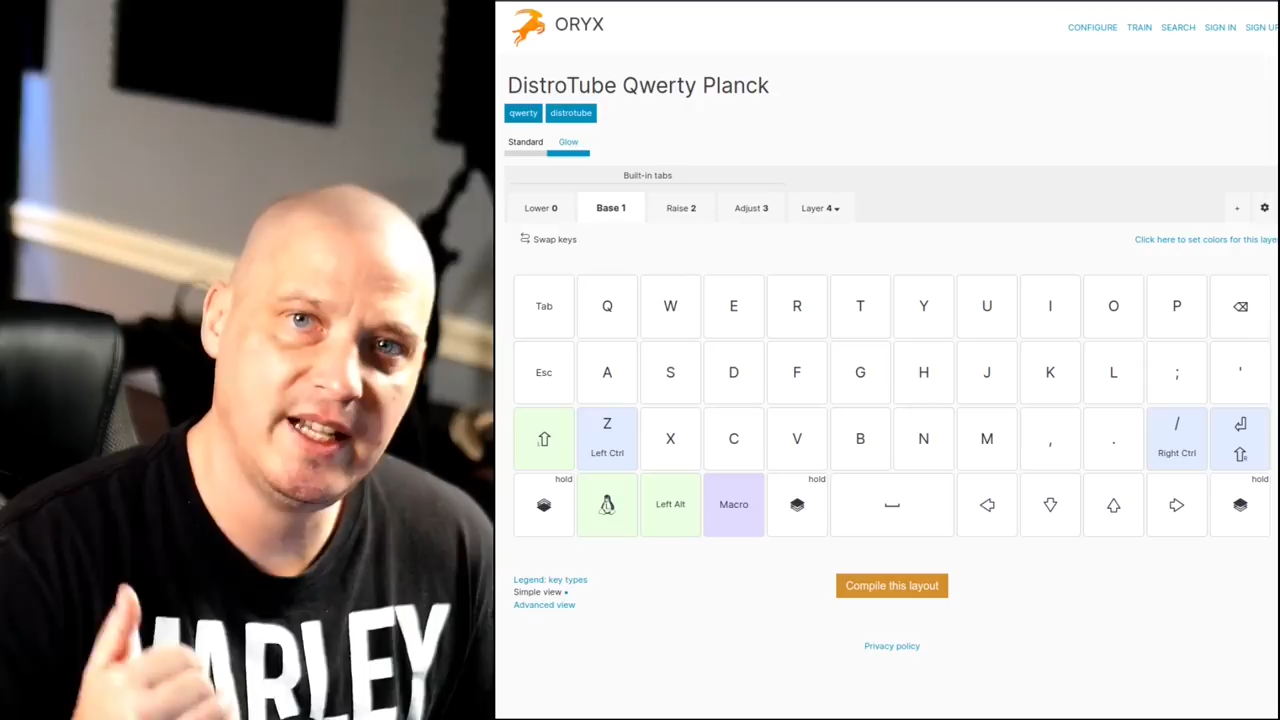 ORYX
CONFIGURE TRAIN SEARCH SIGN IN SIGN UP
DistroTube Qwerty Planck
qwerty distrotube
Standard Glow
Built-in tabs
Lower 0 Base 1 Raise 2 Adjust 3 Layer 4 +
Swap keys
Click here to set colors for this laye
Tab Q W E R T Y U I O P
Esc A S D F G H J K L ; '
Z X C V B N M , . /
Left Ctrl Right Ctrl
hold hold hold
Left Alt Macro
Legend: key types
Simple view
Advanced view
Compile this layout
Privacy policy
MARLEY